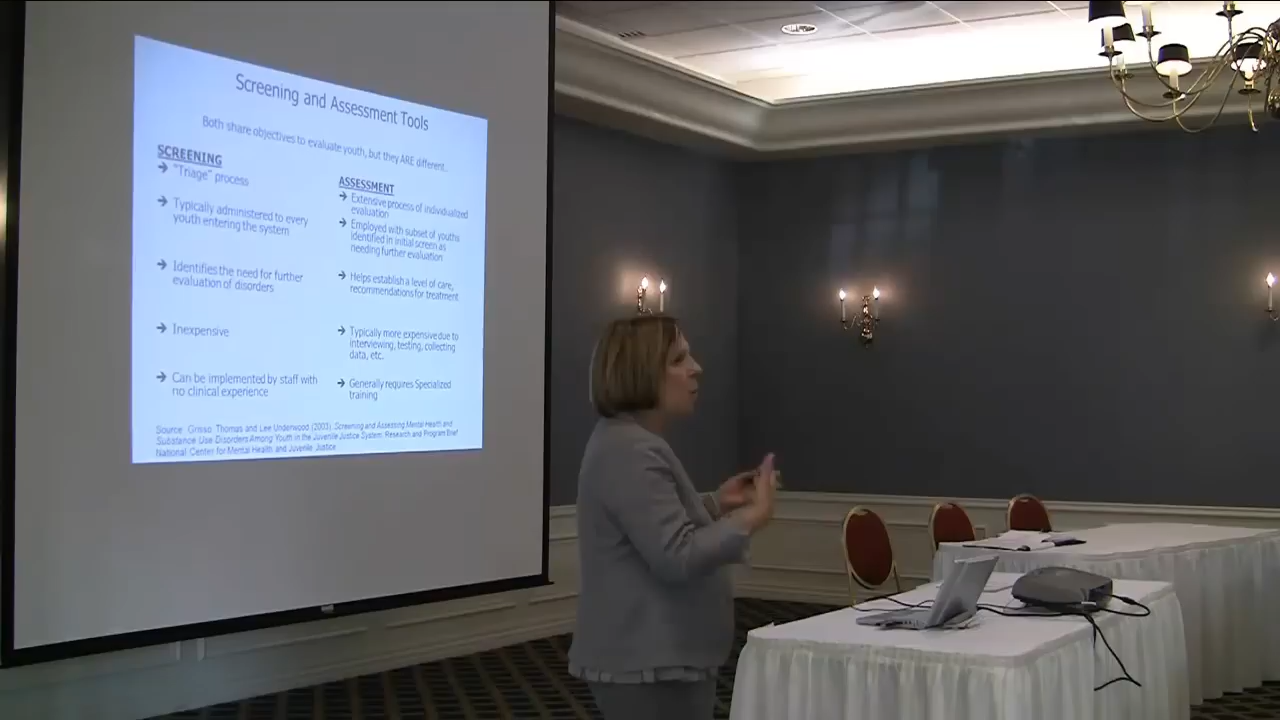 Screening and Assessment Tools
Both share objectives to evaluate youth, but they ARE different...
SCREENING
→ "Triage" process
→ Typically administered to every
youth entering the system
→ Identifies the need for further
evaluation of disorders
→ Inexpensive
→ Can be implemented by staff with
no clinical experience
ASSESSMENT
→ Extensive process of individualized
evaluation
→ Employed with subset of youths
identified in initial screen as
needing further evaluation
→ Helps establish a level of care,
recommendations for treatment
→ Typically more expensive due to
interviewing, testing, collecting
data, etc.
→ Generally requires Specialized
training
Source: Grisso Thomas and Lee Underwood (2003). Screening and Assessing Mental Health and
Substance Use Disorders Among Youth in the Juvenile Justice System. Research and Program Brief
National Center for Mental Health and Juvenile Justice